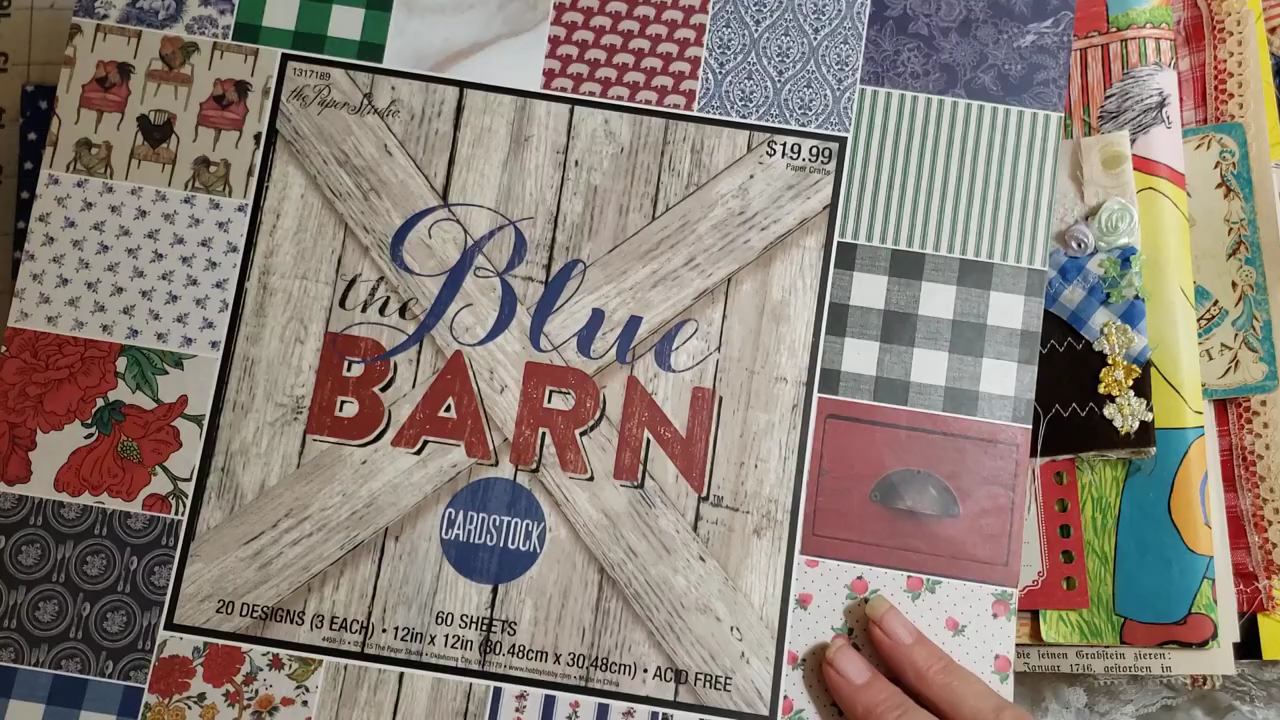 1317189
the Paper Studio
$19.99
Paper Crafts
the Blue
BARN
TM
CARDSTOCK
20 DESIGNS (3 EACH) • 12in x 12in (30.48cm x 30.48cm) • ACID FREE
60 SHEETS
die seinen Grabstein zieren:
Januar 1746, gestorben in